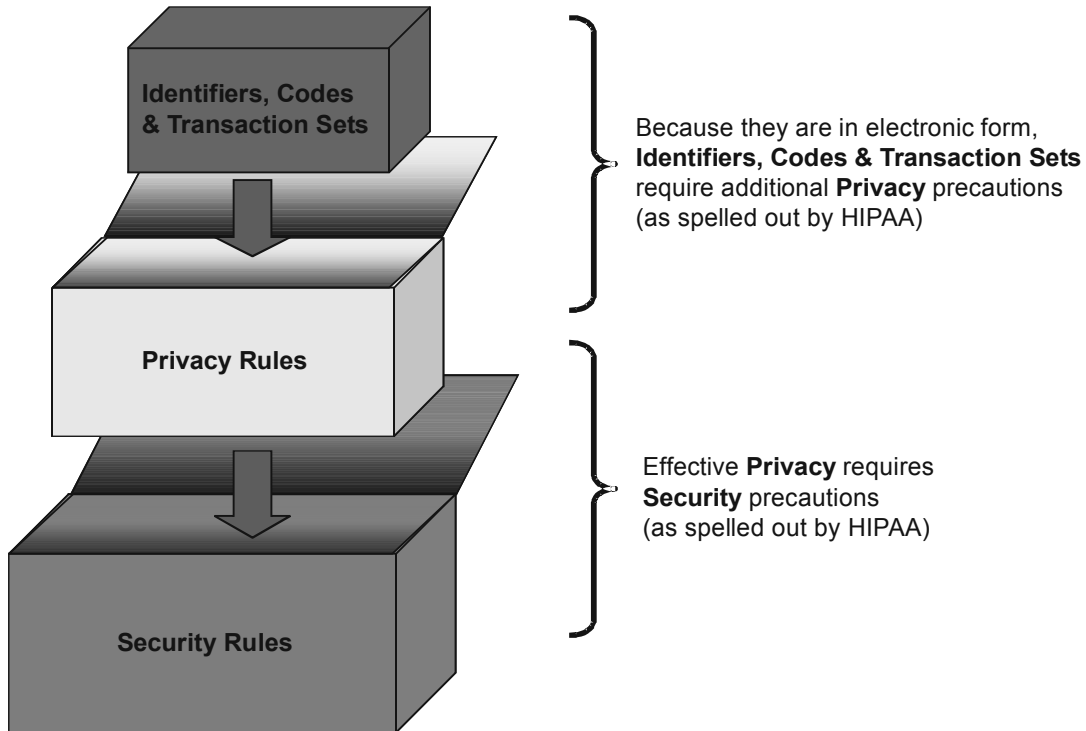 Identifiers, Codes
& Transaction Sets
Because they are in electronic form,
Identifiers, Codes & Transaction Sets
require additional Privacy precautions
(as spelled out by HIPAA)
Privacy Rules
Effective Privacy requires
Security precautions
(as spelled out by HIPAA)
Security Rules